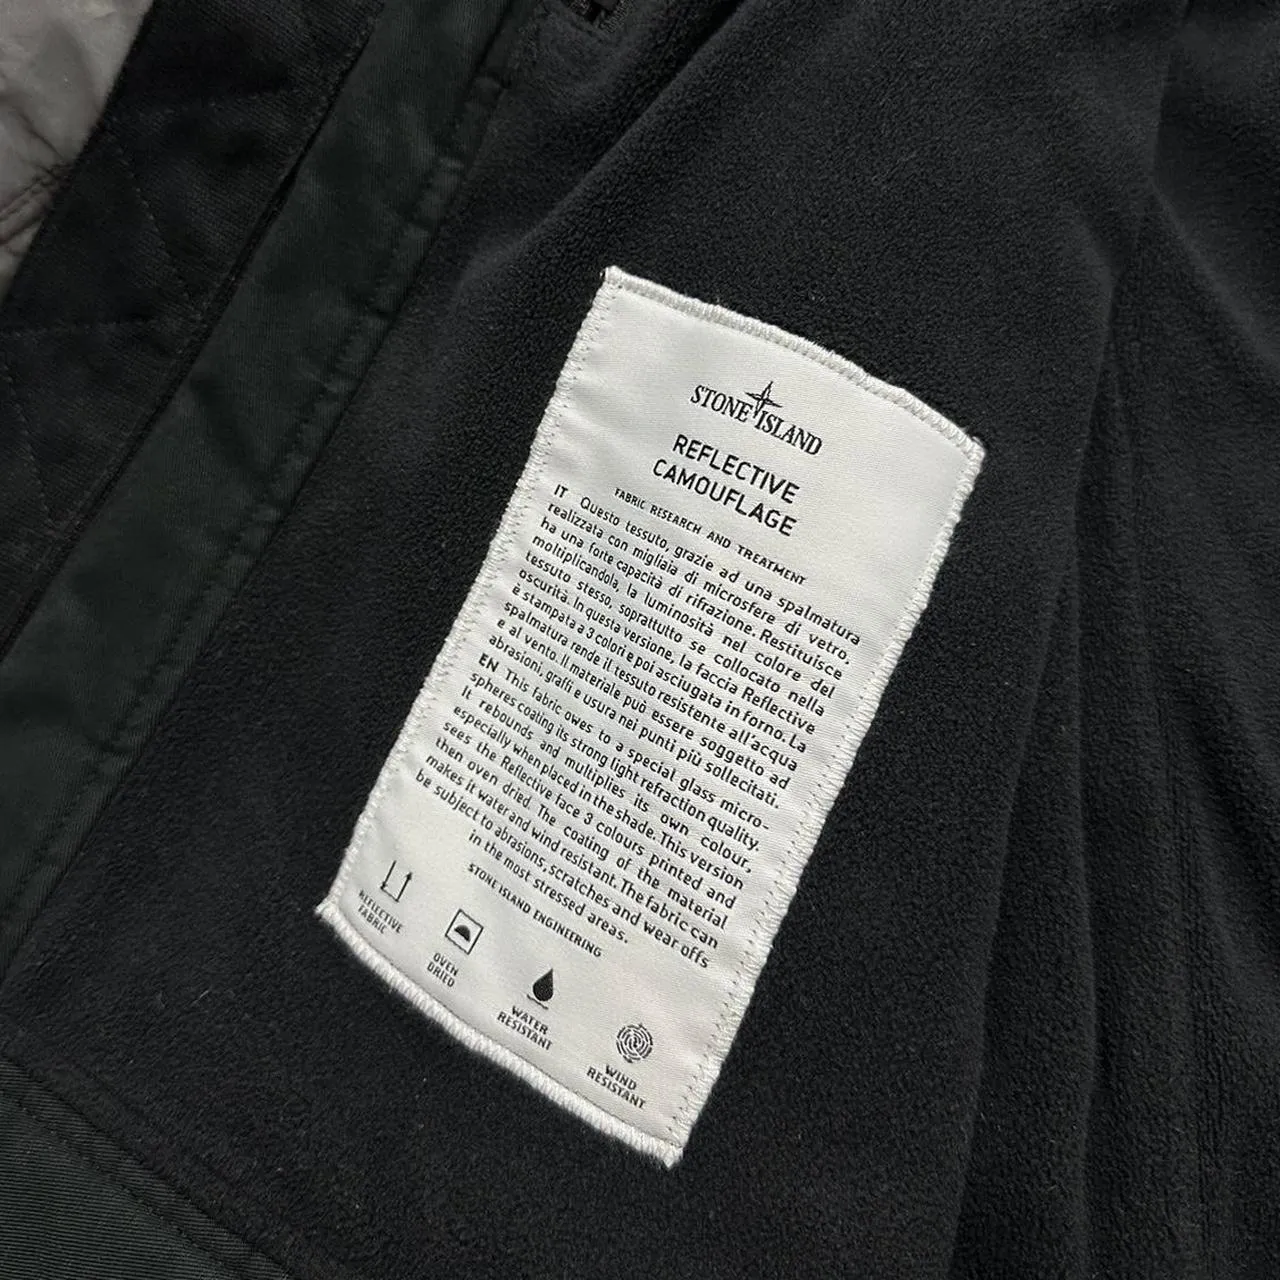 STONE ISLAND
REFLECTIVE
CAMOUFLAGE
FABRIC RESEARCH AND TREATMENT
IT Questo tessuto, grazie ad una spalmatura
realizzata con migliaia di microsfere di vetro,
ha una forte capacità di rifrazione. Restituisce
moltiplicandola, la luminosità nel colore del
tessuto stesso, soprattutto se collocato nella
oscurità. In questa versione, la faccia Reflective
è stampata a 3 colori e poi asciugata in forno. La
spalmatura rende il tessuto resistente all'acqua
e al vento. Il materiale può essere soggetto ad
abrasioni, graffi e usura nei punti più sollecitati.
EN This fabric owes to a special glass micro-
spheres coating its strong light refraction quality.
It rebounds and multiplies its own colour,
especially when placed in the shade. This version
sees the Reflective face 3 colours printed and
then oven dried. The coating of the material
makes it water and wind resistant. The fabric can
be subject to abrasions, scratches and wear offs
in the most stressed areas.
STONE ISLAND ENGINEERING
REFLECTIVE
FABRIC
OVEN
DRIED
WATER
RESISTANT
WIND
RESISTANT